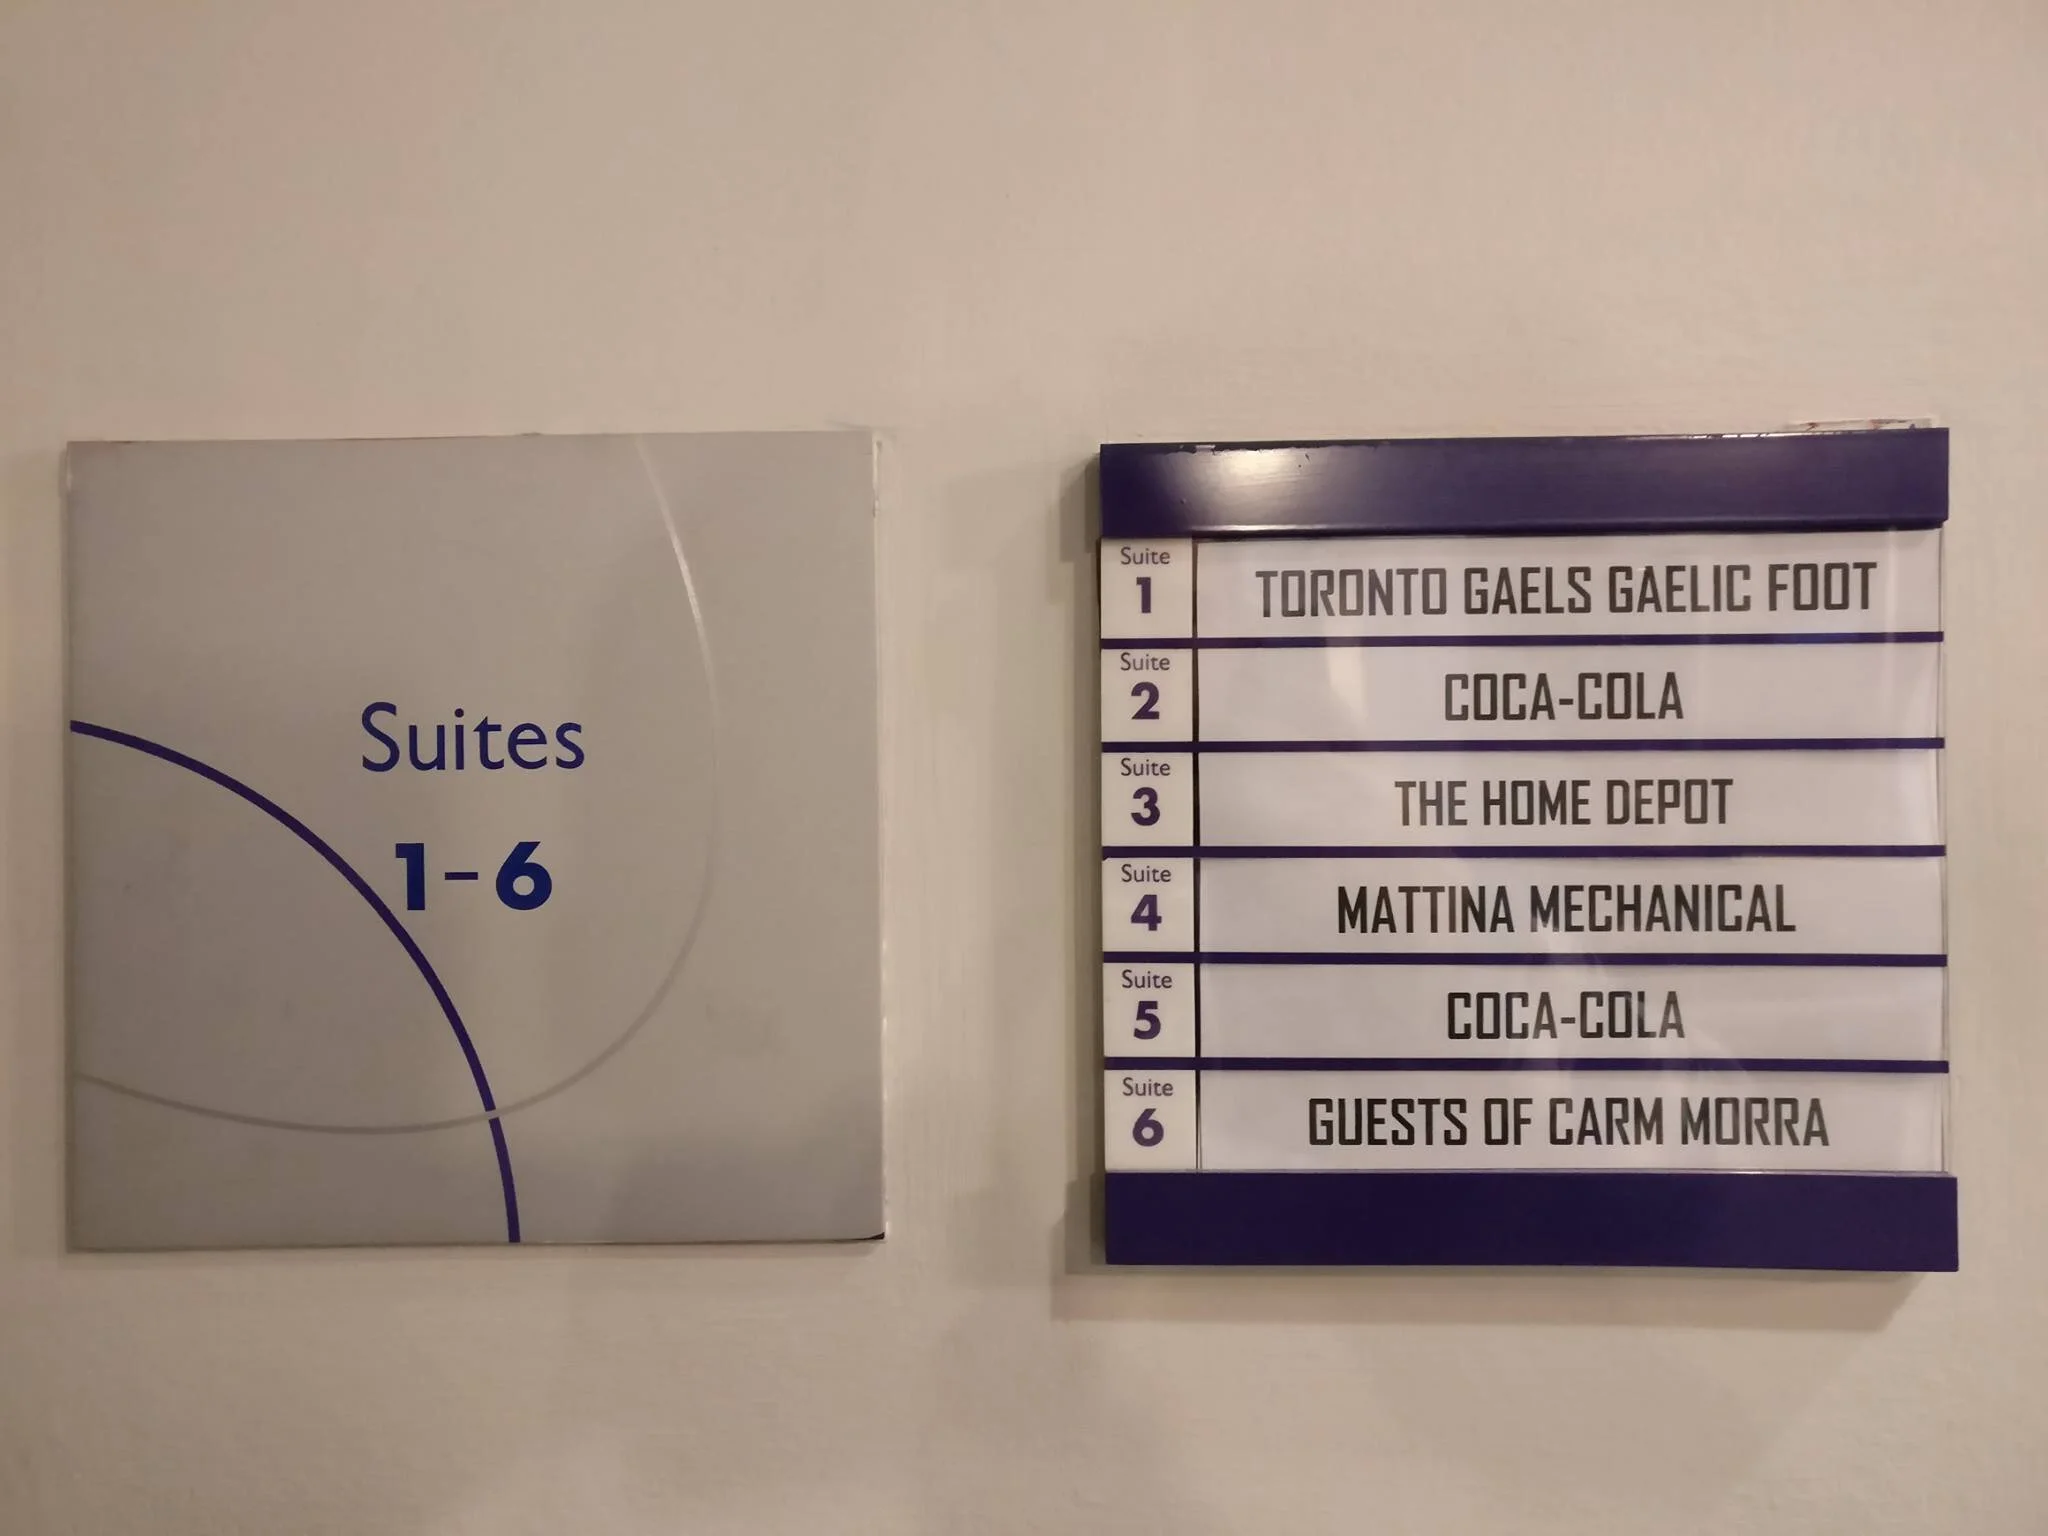 Suites
1-6
Suite
1
TORONTO GAELS GAELIC FOOT
Suite
2
COCA-COLA
Suite
3
THE HOME DEPOT
Suite
4
MATTINA MECHANICAL
Suite
5
COCA-COLA
Suite
6
GUESTS OF CARM MORRA